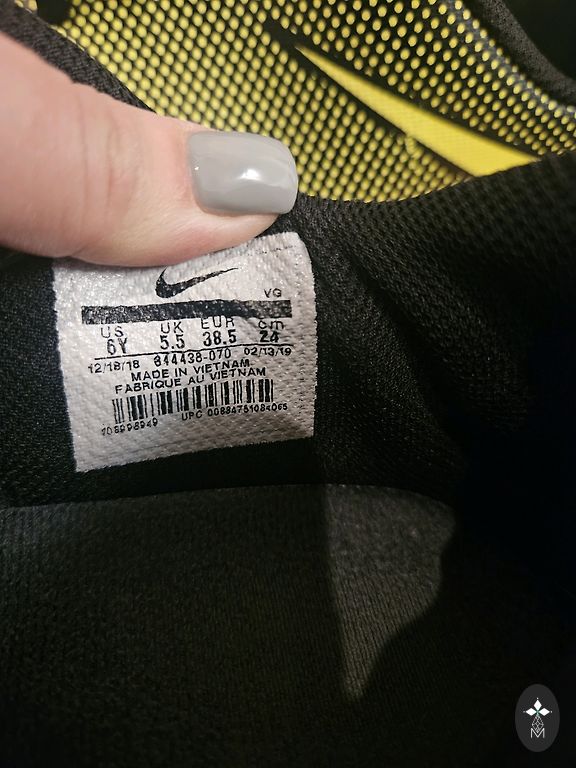 VG
US UK EUR cm
6Y 5.5 38.5 24
12/18/18 844438-070 02/13/19
MADE IN VIETNAM
FABRIQUE AU VIETNAM
108998949 UPC 00884751084065
M